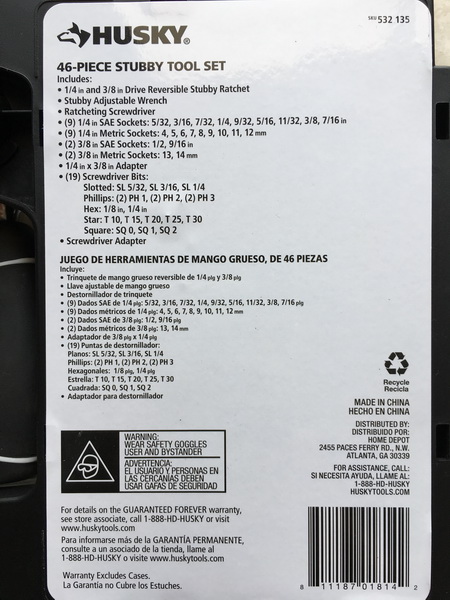 SKU 532 135
HUSKY®
46-PIECE STUBBY TOOL SET
Includes:
• 1/4 in and 3/8 in Drive Reversible Stubby Ratchet
• Stubby Adjustable Wrench
• Ratcheting Screwdriver
• (9) 1/4 in SAE Sockets: 5/32, 3/16, 7/32, 1/4, 9/32, 5/16, 11/32, 3/8, 7/16 in
• (9) 1/4 in Metric Sockets: 4, 5, 6, 7, 8, 9, 10, 11, 12 mm
• (2) 3/8 in SAE Sockets: 1/2, 9/16 in
• (2) 3/8 in Metric Sockets: 13, 14 mm
• 1/4 in x 3/8 in Adapter
• (19) Screwdriver Bits:
Slotted: SL 5/32, SL 3/16, SL 1/4
Phillips: (2) PH 1, (2) PH 2, (2) PH 3
Hex: 1/8 in, 1/4 in
Star: T 10, T 15, T 20, T 25, T 30
Square: SQ 0, SQ 1, SQ 2
• Screwdriver Adapter
JUEGO DE HERRAMIENTAS DE MANGO GRUESO, DE 46 PIEZAS
Incluye:
• Trinquete de mango grueso reversible de 1/4 plg y 3/8 plg
• Llave ajustable de mango grueso
• Destornillador de trinquete
• (9) Dados SAE de 1/4 plg: 5/32, 3/16, 7/32, 1/4, 9/32, 5/16, 11/32, 3/8, 7/16 plg
• (9) Dados métricos de 1/4 plg: 4, 5, 6, 7, 8, 9, 10, 11, 12 mm
• (2) Dados SAE de 3/8 plg: 1/2, 9/16 plg
• (2) Dados métricos de 3/8 plg: 13, 14 mm
• Adaptador de 3/8 plg x 1/4 plg
• (19) Puntas de destornillador:
Planos: SL 5/32, SL 3/16, SL 1/4
Phillips: (2) PH 1, (2) PH 2, (2) PH 3
Hexagonales: 1/8 plg, 1/4 plg
Estrella: T 10, T 15, T 20, T 25, T 30
Cuadrada: SQ 0, SQ 1, SQ 2
• Adaptador para destornillador
Recycle
Recicla
MADE IN CHINA
HECHO EN CHINA
DISTRIBUTED BY:
DISTRIBUIDO POR:
HOME DEPOT
2455 PACES FERRY RD., N.W.
ATLANTA, GA 30339
FOR ASSISTANCE, CALL:
SI NECESITA AYUDA, LLAME AL:
1-888-HD-HUSKY
HUSKYTOOLS.COM
WARNING:
WEAR SAFETY GOGGLES
USER AND BYSTANDER
ADVERTENCIA:
EL USUARIO Y PERSONAS EN
LAS CERCANÍAS DEBEN
USAR GAFAS DE SEGURIDAD
For details on the GUARANTEED FOREVER warranty,
see store associate, call 1-888-HD-HUSKY or visit
www.huskytools.com
Para informarse más de la GARANTÍA PERMANENTE,
consulte a un asociado de la tienda, llame al
1-888-HD-HUSKY o visite www.huskytools.com
Warranty Excludes Cases.
La Garantía no Cubre los Estuches.
8 11187 01814 2